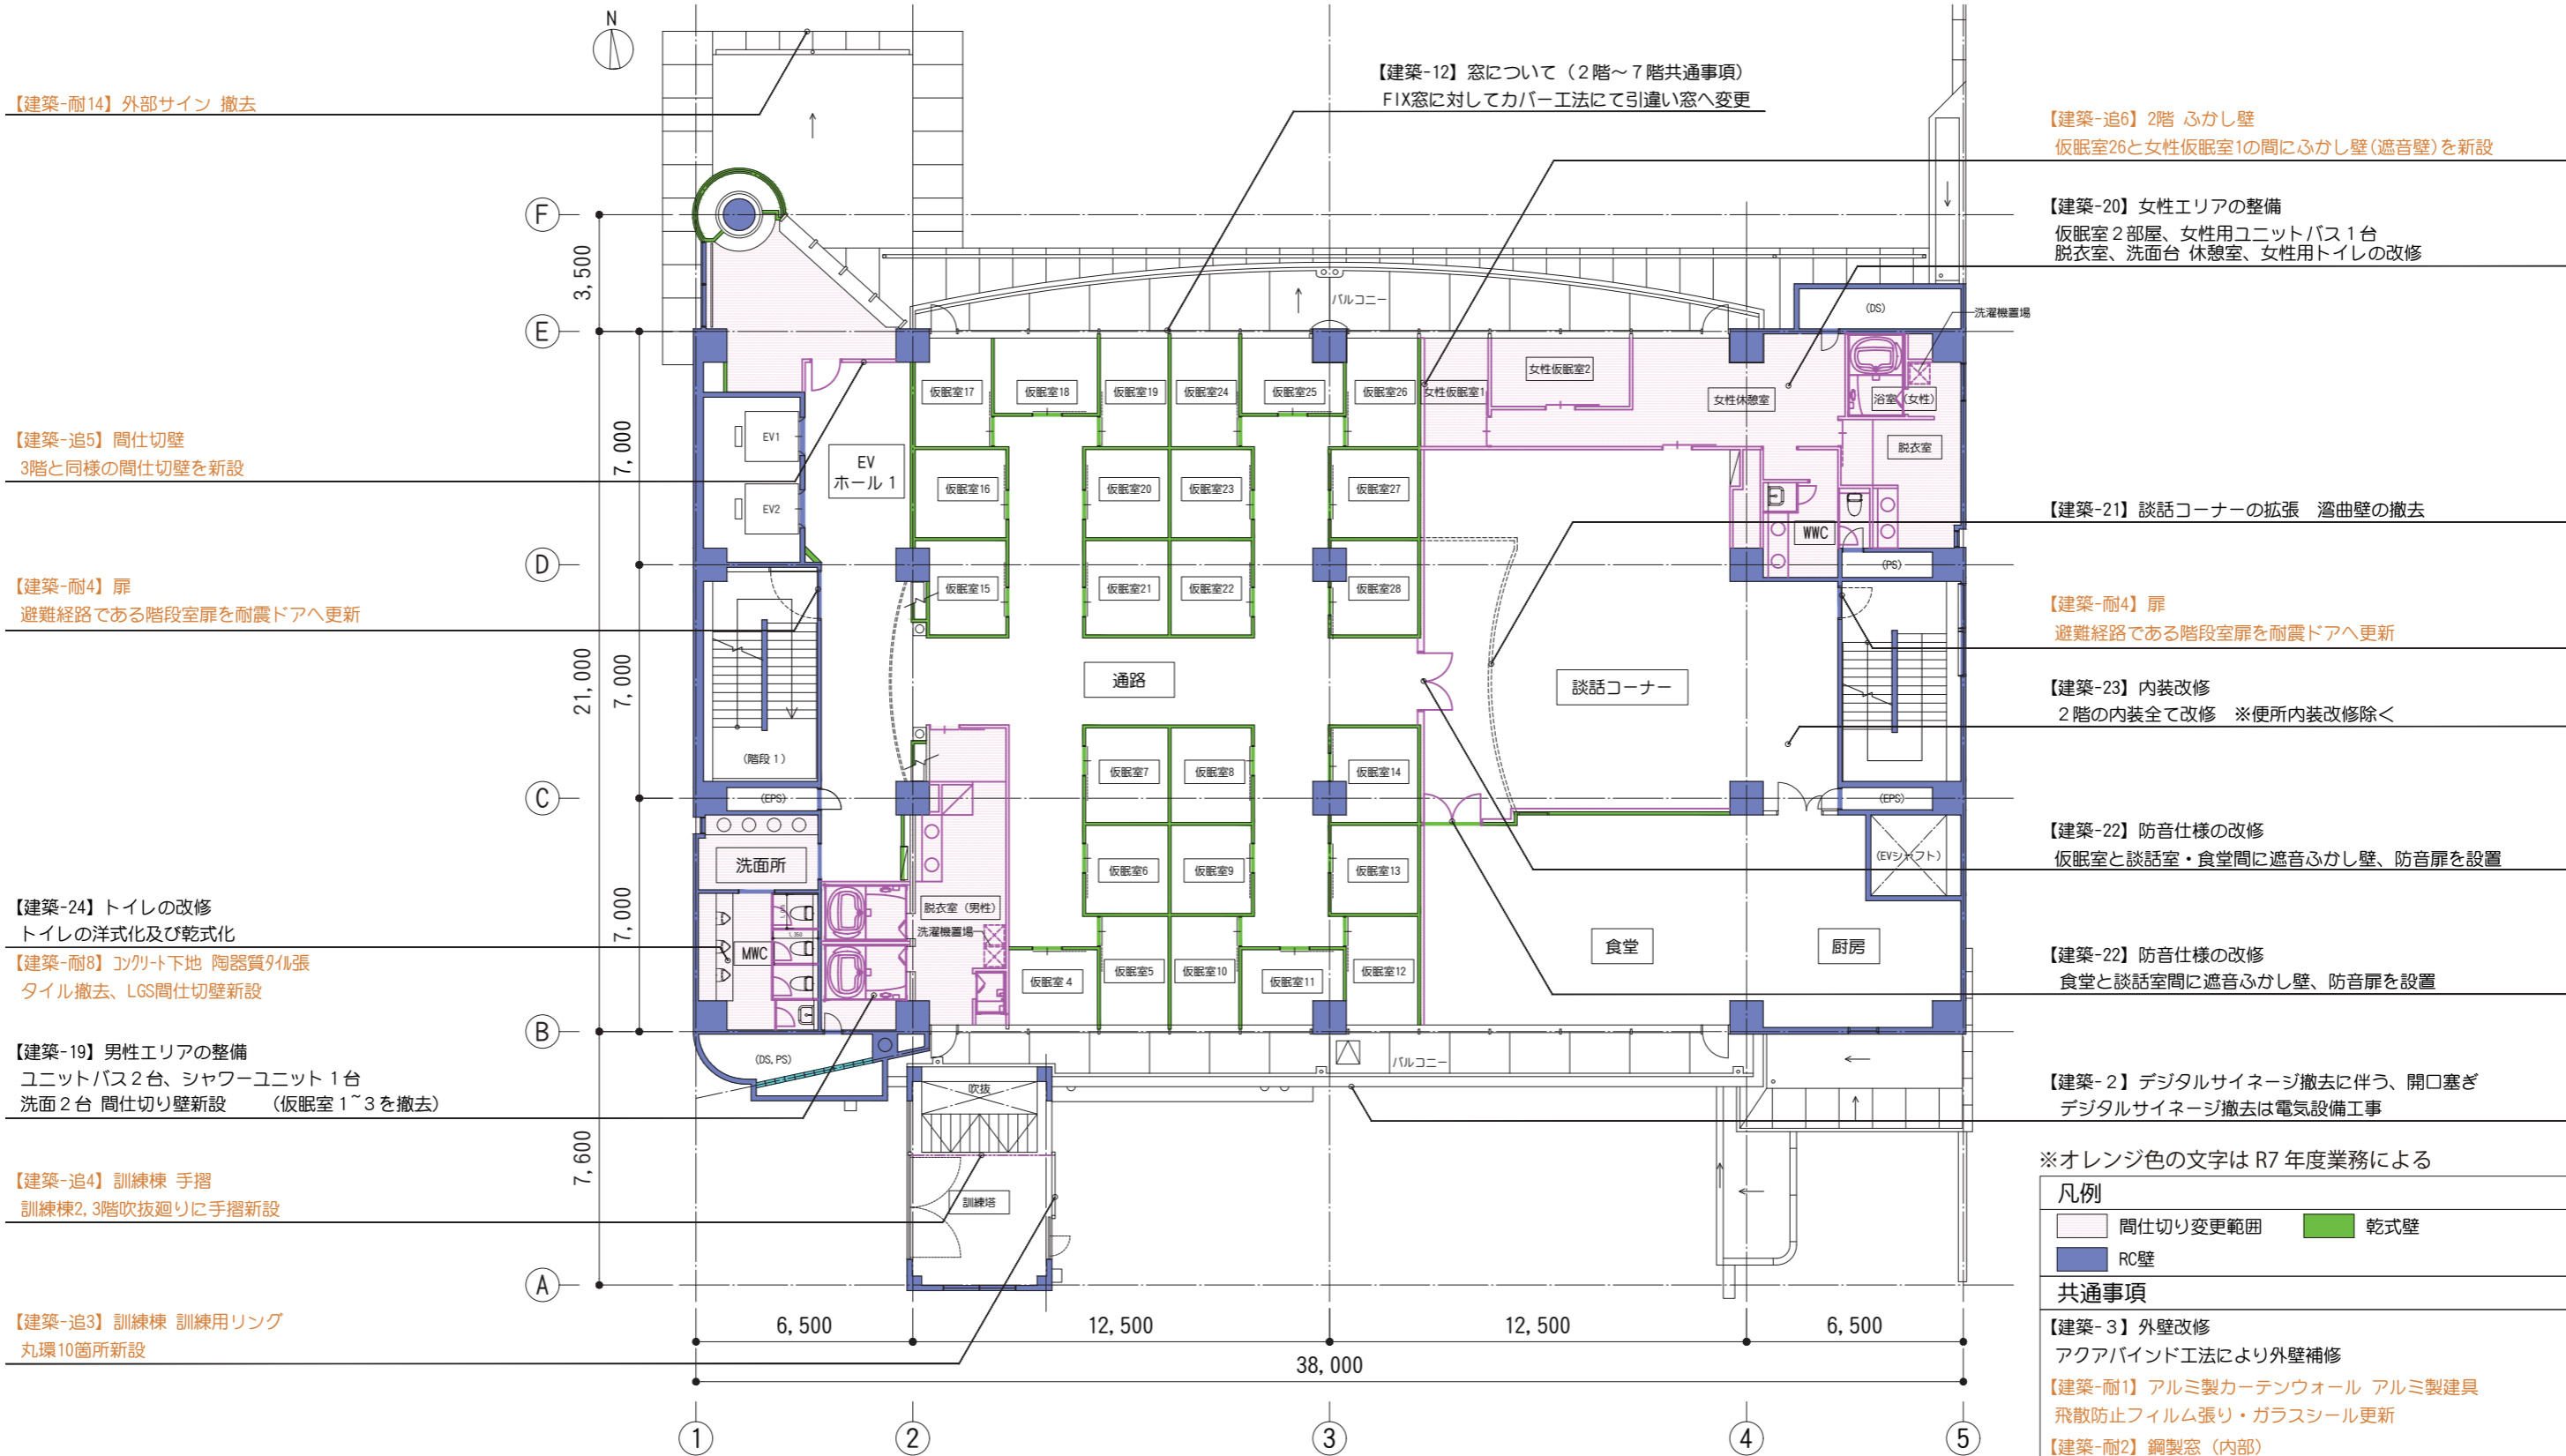 N
【建築-耐14】外部サイン 撤去
【建築-追5】間仕切壁
3階と同様の間仕切壁を新設
【建築-耐4】扉
避難経路である階段室扉を耐震ドアへ更新
【建築-24】トイレの改修
トイレの洋式化及び乾式化
【建築-耐8】コンクリート下地 陶器質タイル張
タイル撤去、LGS間仕切壁新設
【建築-19】男性エリアの整備
ユニットバス2台、シャワーユニット1台
洗面2台 間仕切り壁新設 (仮眠室1~3を撤去)
【建築-追4】訓練棟 手摺
訓練棟2,3階吹抜廻りに手摺新設
【建築-追3】訓練棟 訓練用リング
丸環10箇所新設
【建築-12】窓について(2階〜7階共通事項)
FIX窓に対してカバー工法にて引違い窓へ変更
【建築-追6】2階 ふかし壁
仮眠室26と女性仮眠室1の間にふかし壁(遮音壁)を新設
【建築-20】女性エリアの整備
仮眠室2部屋、女性用ユニットバス1台
脱衣室、洗面台 休憩室、女性用トイレの改修
【建築-21】談話コーナーの拡張 湾曲壁の撤去
【建築-耐4】扉
避難経路である階段室扉を耐震ドアへ更新
【建築-23】内装改修
2階の内装全て改修 ※便所内装改修除く
【建築-22】防音仕様の改修
仮眠室と談話室・食堂間に遮音ふかし壁、防音扉を設置
【建築-22】防音仕様の改修
食堂と談話室間に遮音ふかし壁、防音扉を設置
【建築-2】デジタルサイネージ撤去に伴う、開口塞ぎ
デジタルサイネージ撤去は電気設備工事
F
E
D
C
B
A
3,500
7,000
7,000
7,000
21,000
7,600
バルコニー
(DS)
洗濯機置場
仮眠室17
仮眠室18
仮眠室19
仮眠室24
仮眠室25
仮眠室26
女性仮眠室1
女性仮眠室2
女性休憩室
浴室(女性)
脱衣室
EV1
EV2
EV
ホール1
仮眠室16
仮眠室20
仮眠室23
仮眠室27
WWC
(PS)
仮眠室15
仮眠室21
仮眠室22
仮眠室28
通路
談話コーナー
(階段1)
(EPS)
仮眠室7
仮眠室8
仮眠室14
(EPS)
洗面所
仮眠室6
仮眠室9
仮眠室13
(EVシャフト)
脱衣室(男性)
洗濯機置場
MWC
1,350
仮眠室4
仮眠室5
仮眠室10
仮眠室11
仮眠室12
食堂
厨房
(DS,PS)
吹抜
バルコニー
訓練塔
6,500
12,500
12,500
6,500
38,000
1
2
3
4
5
※オレンジ色の文字はR7年度業務による
凡例
間仕切り変更範囲
乾式壁
RC壁
共通事項
【建築-3】外壁改修
アクアバインド工法により外壁補修
【建築-耐1】アルミ製カーテンウォール アルミ製建具
飛散防止フィルム張り・ガラスシール更新
【建築-耐2】鋼製窓(内部)